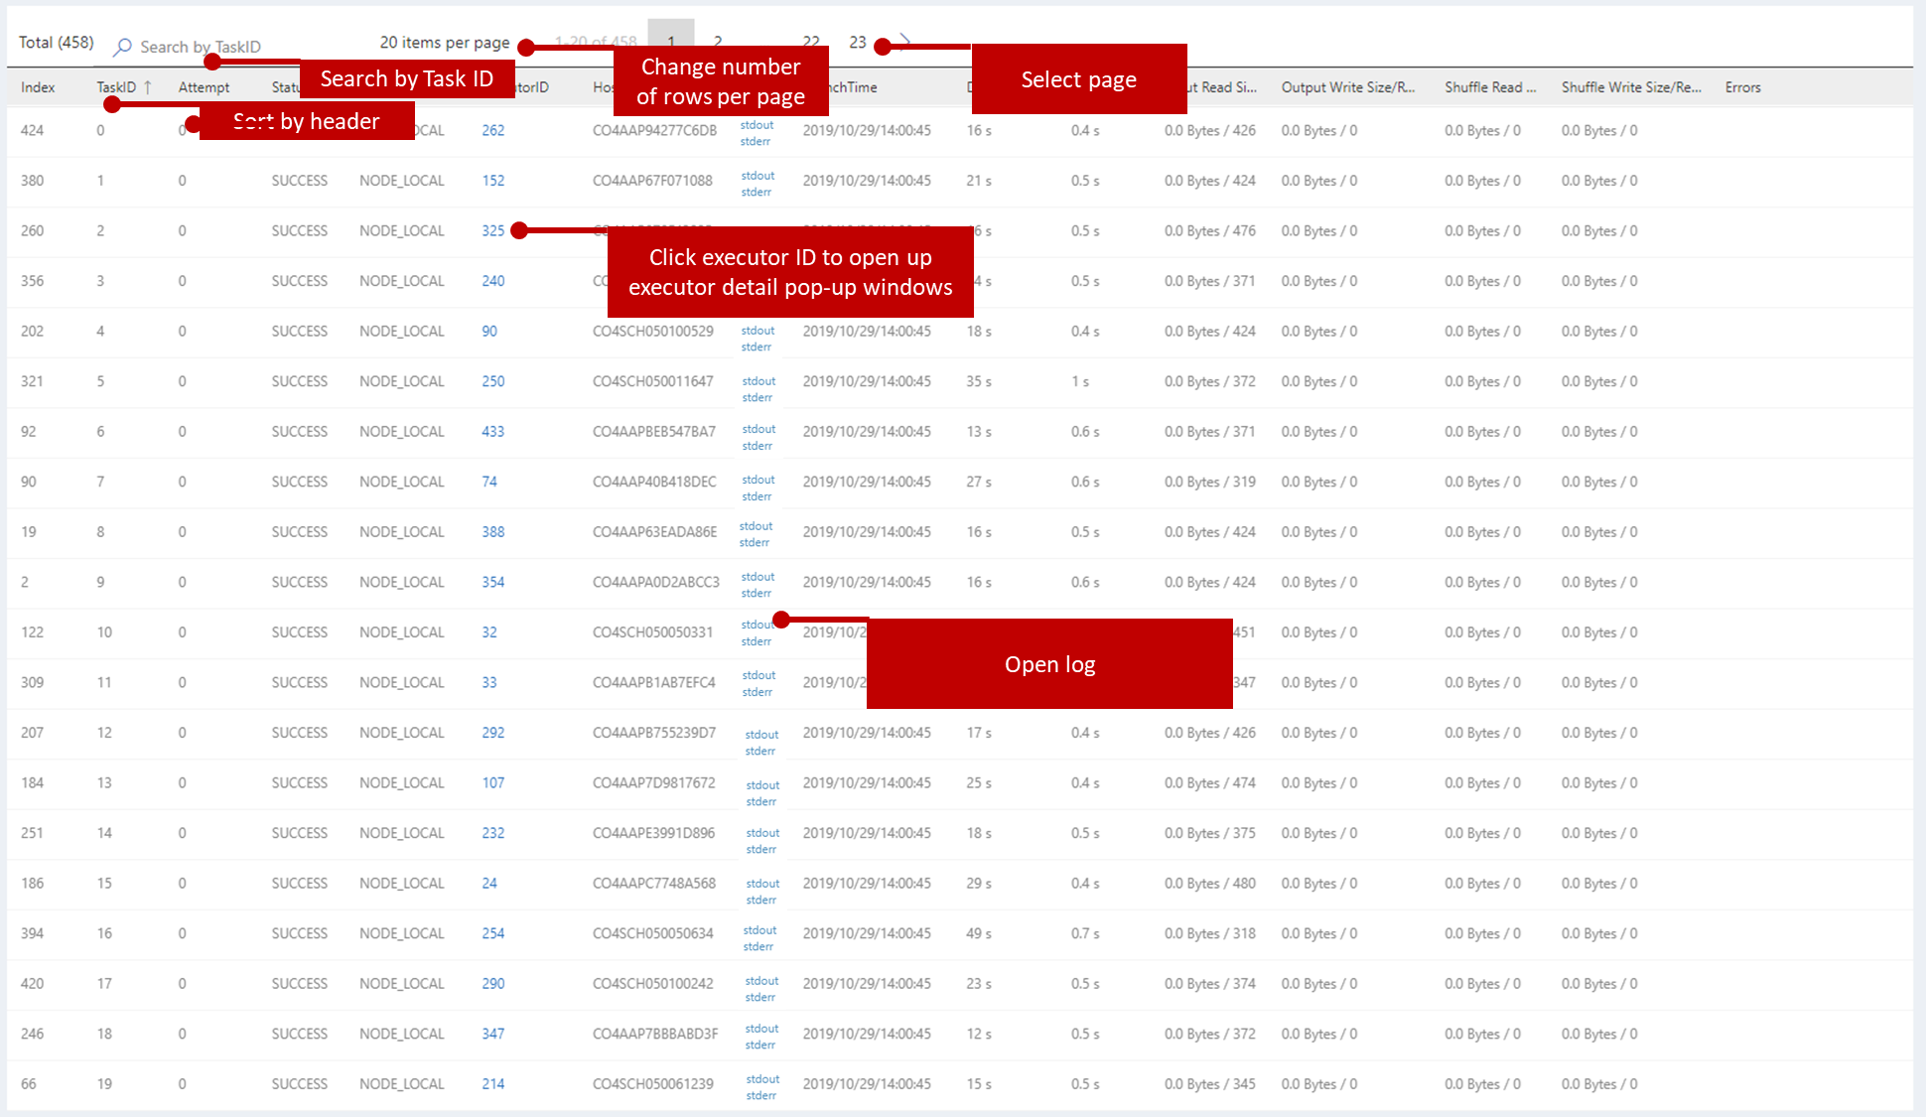 Total (458) Search by TaskID 20 items per page 1-20 of 458 1 2 22 23
Search by Task ID
Change number
of rows per page
Select page
Index TaskID ↑ Attempt ExecutorID Output Write Size/R... Shuffle Read ... Shuffle Write Size/Re... Errors
Sort by header
424 0 0 262 CO4AAP94277C6DB stdout stderr 2019/10/29/14:00:45 16 s 0.4 s 0.0 Bytes / 426 0.0 Bytes / 0 0.0 Bytes / 0 0.0 Bytes / 0
380 1 0 SUCCESS NODE_LOCAL 152 CO4AAP67F071088 stdout stderr 2019/10/29/14:00:45 21 s 0.5 s 0.0 Bytes / 424 0.0 Bytes / 0 0.0 Bytes / 0 0.0 Bytes / 0
260 2 0 SUCCESS NODE_LOCAL 325 0.5 s 0.0 Bytes / 476 0.0 Bytes / 0 0.0 Bytes / 0 0.0 Bytes / 0
Click executor ID to open up
executor detail pop-up windows
356 3 0 SUCCESS NODE_LOCAL 240 0.5 s 0.0 Bytes / 371 0.0 Bytes / 0 0.0 Bytes / 0 0.0 Bytes / 0
202 4 0 SUCCESS NODE_LOCAL 90 CO4SCH050100529 stdout stderr 2019/10/29/14:00:45 18 s 0.4 s 0.0 Bytes / 424 0.0 Bytes / 0 0.0 Bytes / 0 0.0 Bytes / 0
321 5 0 SUCCESS NODE_LOCAL 250 CO4SCH050011647 stdout stderr 2019/10/29/14:00:45 35 s 1 s 0.0 Bytes / 372 0.0 Bytes / 0 0.0 Bytes / 0 0.0 Bytes / 0
92 6 0 SUCCESS NODE_LOCAL 433 CO4AAPBEB547BA7 stdout stderr 2019/10/29/14:00:45 13 s 0.6 s 0.0 Bytes / 371 0.0 Bytes / 0 0.0 Bytes / 0 0.0 Bytes / 0
90 7 0 SUCCESS NODE_LOCAL 74 CO4AAP40B418DEC stdout stderr 2019/10/29/14:00:45 27 s 0.6 s 0.0 Bytes / 319 0.0 Bytes / 0 0.0 Bytes / 0 0.0 Bytes / 0
19 8 0 SUCCESS NODE_LOCAL 388 CO4AAP63EADA86E stdout stderr 2019/10/29/14:00:45 16 s 0.5 s 0.0 Bytes / 424 0.0 Bytes / 0 0.0 Bytes / 0 0.0 Bytes / 0
2 9 0 SUCCESS NODE_LOCAL 354 CO4AAPA0D2ABCC3 stdout stderr 2019/10/29/14:00:45 16 s 0.6 s 0.0 Bytes / 424 0.0 Bytes / 0 0.0 Bytes / 0 0.0 Bytes / 0
122 10 0 SUCCESS NODE_LOCAL 32 CO4SCH050050331 stdout stderr 2019/10/2 451 0.0 Bytes / 0 0.0 Bytes / 0 0.0 Bytes / 0
Open log
309 11 0 SUCCESS NODE_LOCAL 33 CO4AAPB1AB7EFC4 stdout stderr 2019/10/2 347 0.0 Bytes / 0 0.0 Bytes / 0 0.0 Bytes / 0
207 12 0 SUCCESS NODE_LOCAL 292 CO4AAPB755239D7 stdout stderr 2019/10/29/14:00:45 17 s 0.4 s 0.0 Bytes / 426 0.0 Bytes / 0 0.0 Bytes / 0 0.0 Bytes / 0
184 13 0 SUCCESS NODE_LOCAL 107 CO4AAP7D9817672 stdout stderr 2019/10/29/14:00:45 25 s 0.4 s 0.0 Bytes / 474 0.0 Bytes / 0 0.0 Bytes / 0 0.0 Bytes / 0
251 14 0 SUCCESS NODE_LOCAL 232 CO4AAPE3991D896 stdout stderr 2019/10/29/14:00:45 18 s 0.5 s 0.0 Bytes / 375 0.0 Bytes / 0 0.0 Bytes / 0 0.0 Bytes / 0
186 15 0 SUCCESS NODE_LOCAL 24 CO4AAPC7748A568 stdout stderr 2019/10/29/14:00:45 29 s 0.4 s 0.0 Bytes / 480 0.0 Bytes / 0 0.0 Bytes / 0 0.0 Bytes / 0
394 16 0 SUCCESS NODE_LOCAL 254 CO4SCH050050634 stdout stderr 2019/10/29/14:00:45 49 s 0.7 s 0.0 Bytes / 318 0.0 Bytes / 0 0.0 Bytes / 0 0.0 Bytes / 0
420 17 0 SUCCESS NODE_LOCAL 290 CO4SCH050100242 stdout stderr 2019/10/29/14:00:45 23 s 0.5 s 0.0 Bytes / 374 0.0 Bytes / 0 0.0 Bytes / 0 0.0 Bytes / 0
246 18 0 SUCCESS NODE_LOCAL 347 CO4AAP7BBBABD3F stdout stderr 2019/10/29/14:00:45 12 s 0.5 s 0.0 Bytes / 372 0.0 Bytes / 0 0.0 Bytes / 0 0.0 Bytes / 0
66 19 0 SUCCESS NODE_LOCAL 214 CO4SCH050061239 stdout stderr 2019/10/29/14:00:45 15 s 0.5 s 0.0 Bytes / 345 0.0 Bytes / 0 0.0 Bytes / 0 0.0 Bytes / 0